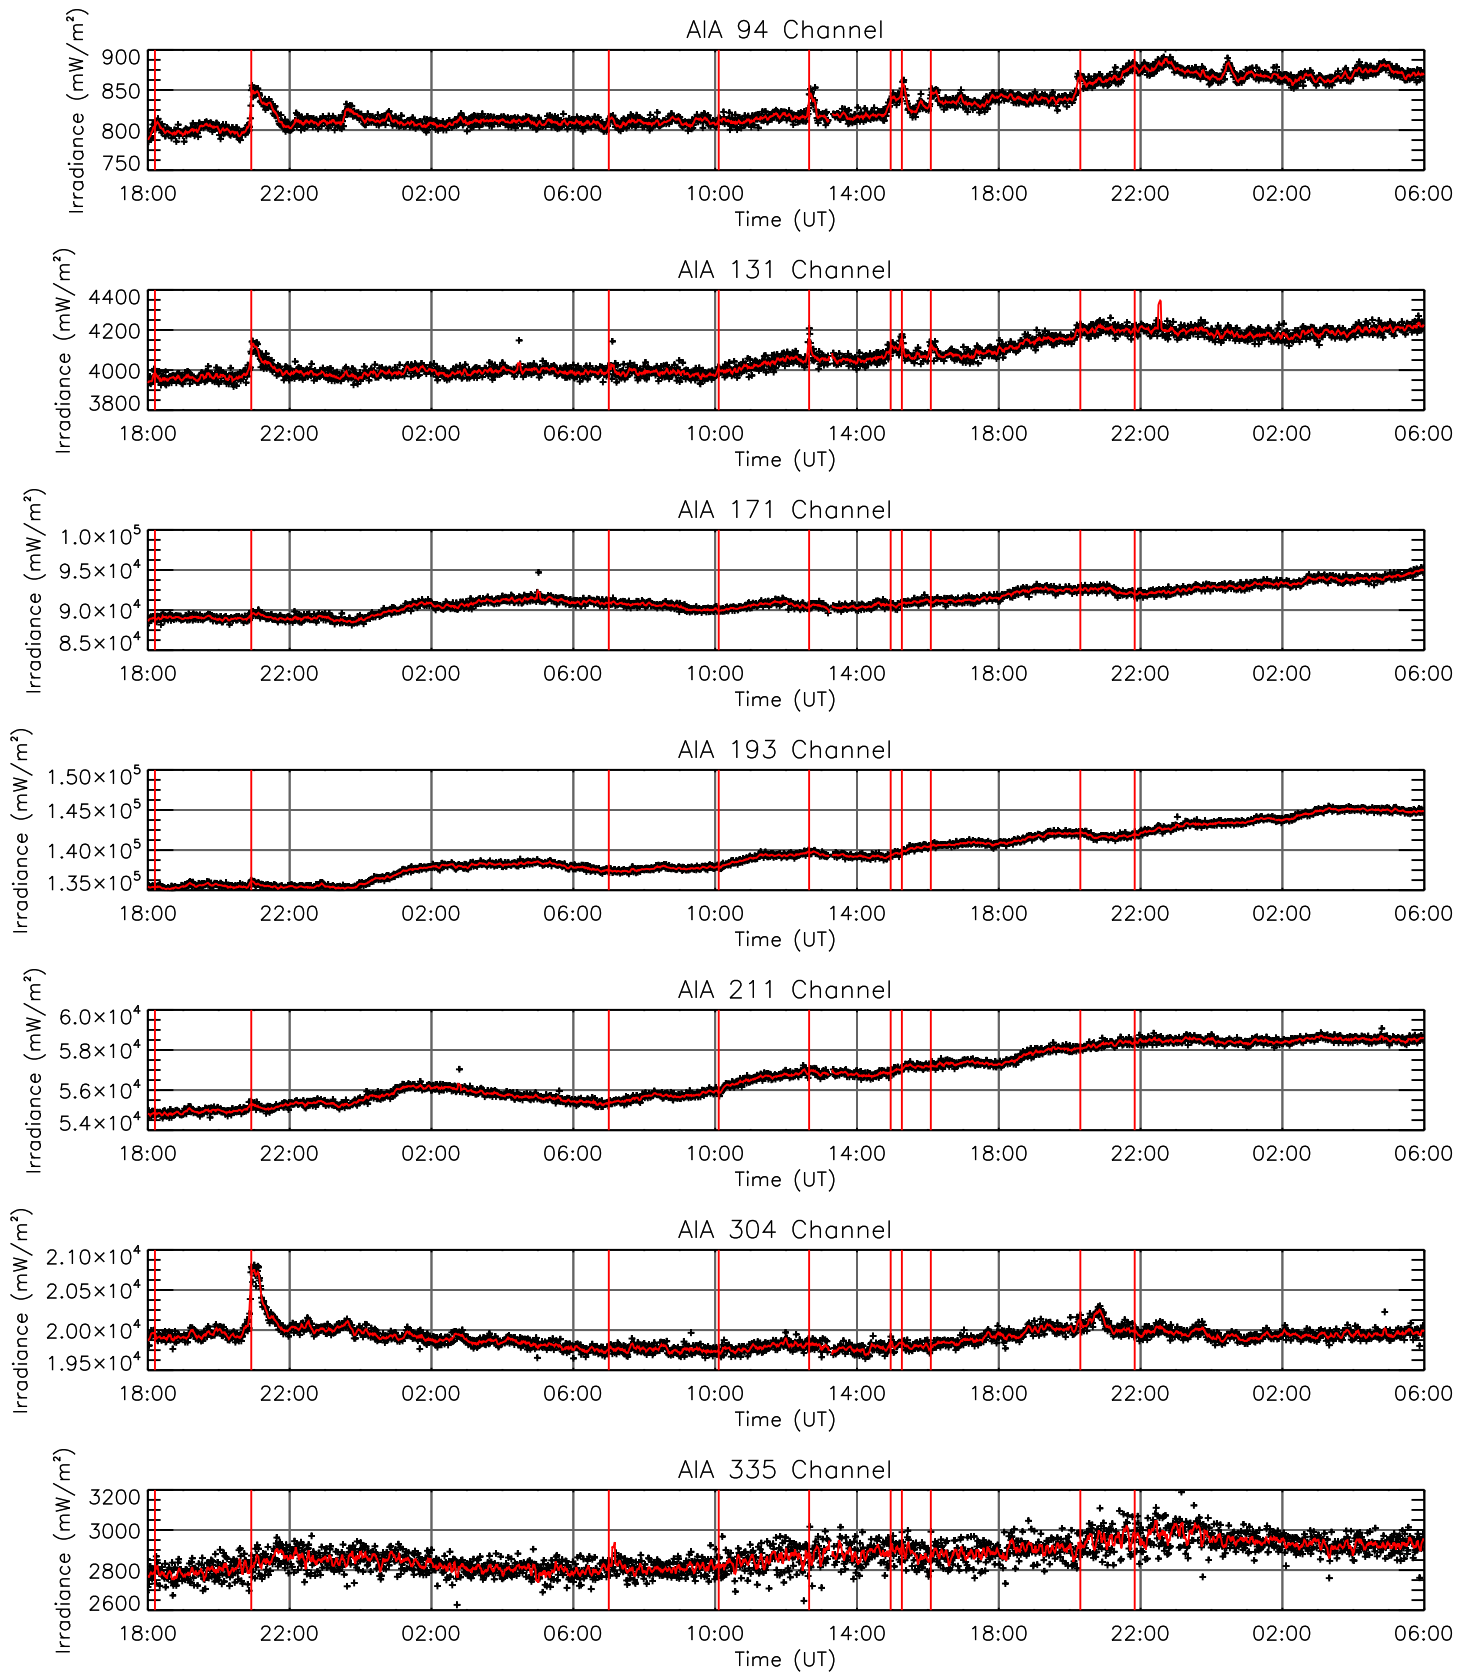 AIA 94 Channel
Irradiance (mW/m²)
900
850
800
750
18:00 22:00 02:00 06:00 10:00 14:00 18:00 22:00 02:00 06:00
Time (UT)
AIA 131 Channel
Irradiance (mW/m²)
4400
4200
4000
3800
18:00 22:00 02:00 06:00 10:00 14:00 18:00 22:00 02:00 06:00
Time (UT)
AIA 171 Channel
Irradiance (mW/m²)
1.0×10⁵
9.5×10⁴
9.0×10⁴
8.5×10⁴
18:00 22:00 02:00 06:00 10:00 14:00 18:00 22:00 02:00 06:00
Time (UT)
AIA 193 Channel
Irradiance (mW/m²)
1.50×10⁵
1.45×10⁵
1.40×10⁵
1.35×10⁵
18:00 22:00 02:00 06:00 10:00 14:00 18:00 22:00 02:00 06:00
Time (UT)
AIA 211 Channel
Irradiance (mW/m²)
6.0×10⁴
5.8×10⁴
5.6×10⁴
5.4×10⁴
18:00 22:00 02:00 06:00 10:00 14:00 18:00 22:00 02:00 06:00
Time (UT)
AIA 304 Channel
Irradiance (mW/m²)
2.10×10⁴
2.05×10⁴
2.00×10⁴
1.95×10⁴
18:00 22:00 02:00 06:00 10:00 14:00 18:00 22:00 02:00 06:00
Time (UT)
AIA 335 Channel
Irradiance (mW/m²)
3200
3000
2800
2600
18:00 22:00 02:00 06:00 10:00 14:00 18:00 22:00 02:00 06:00
Time (UT)